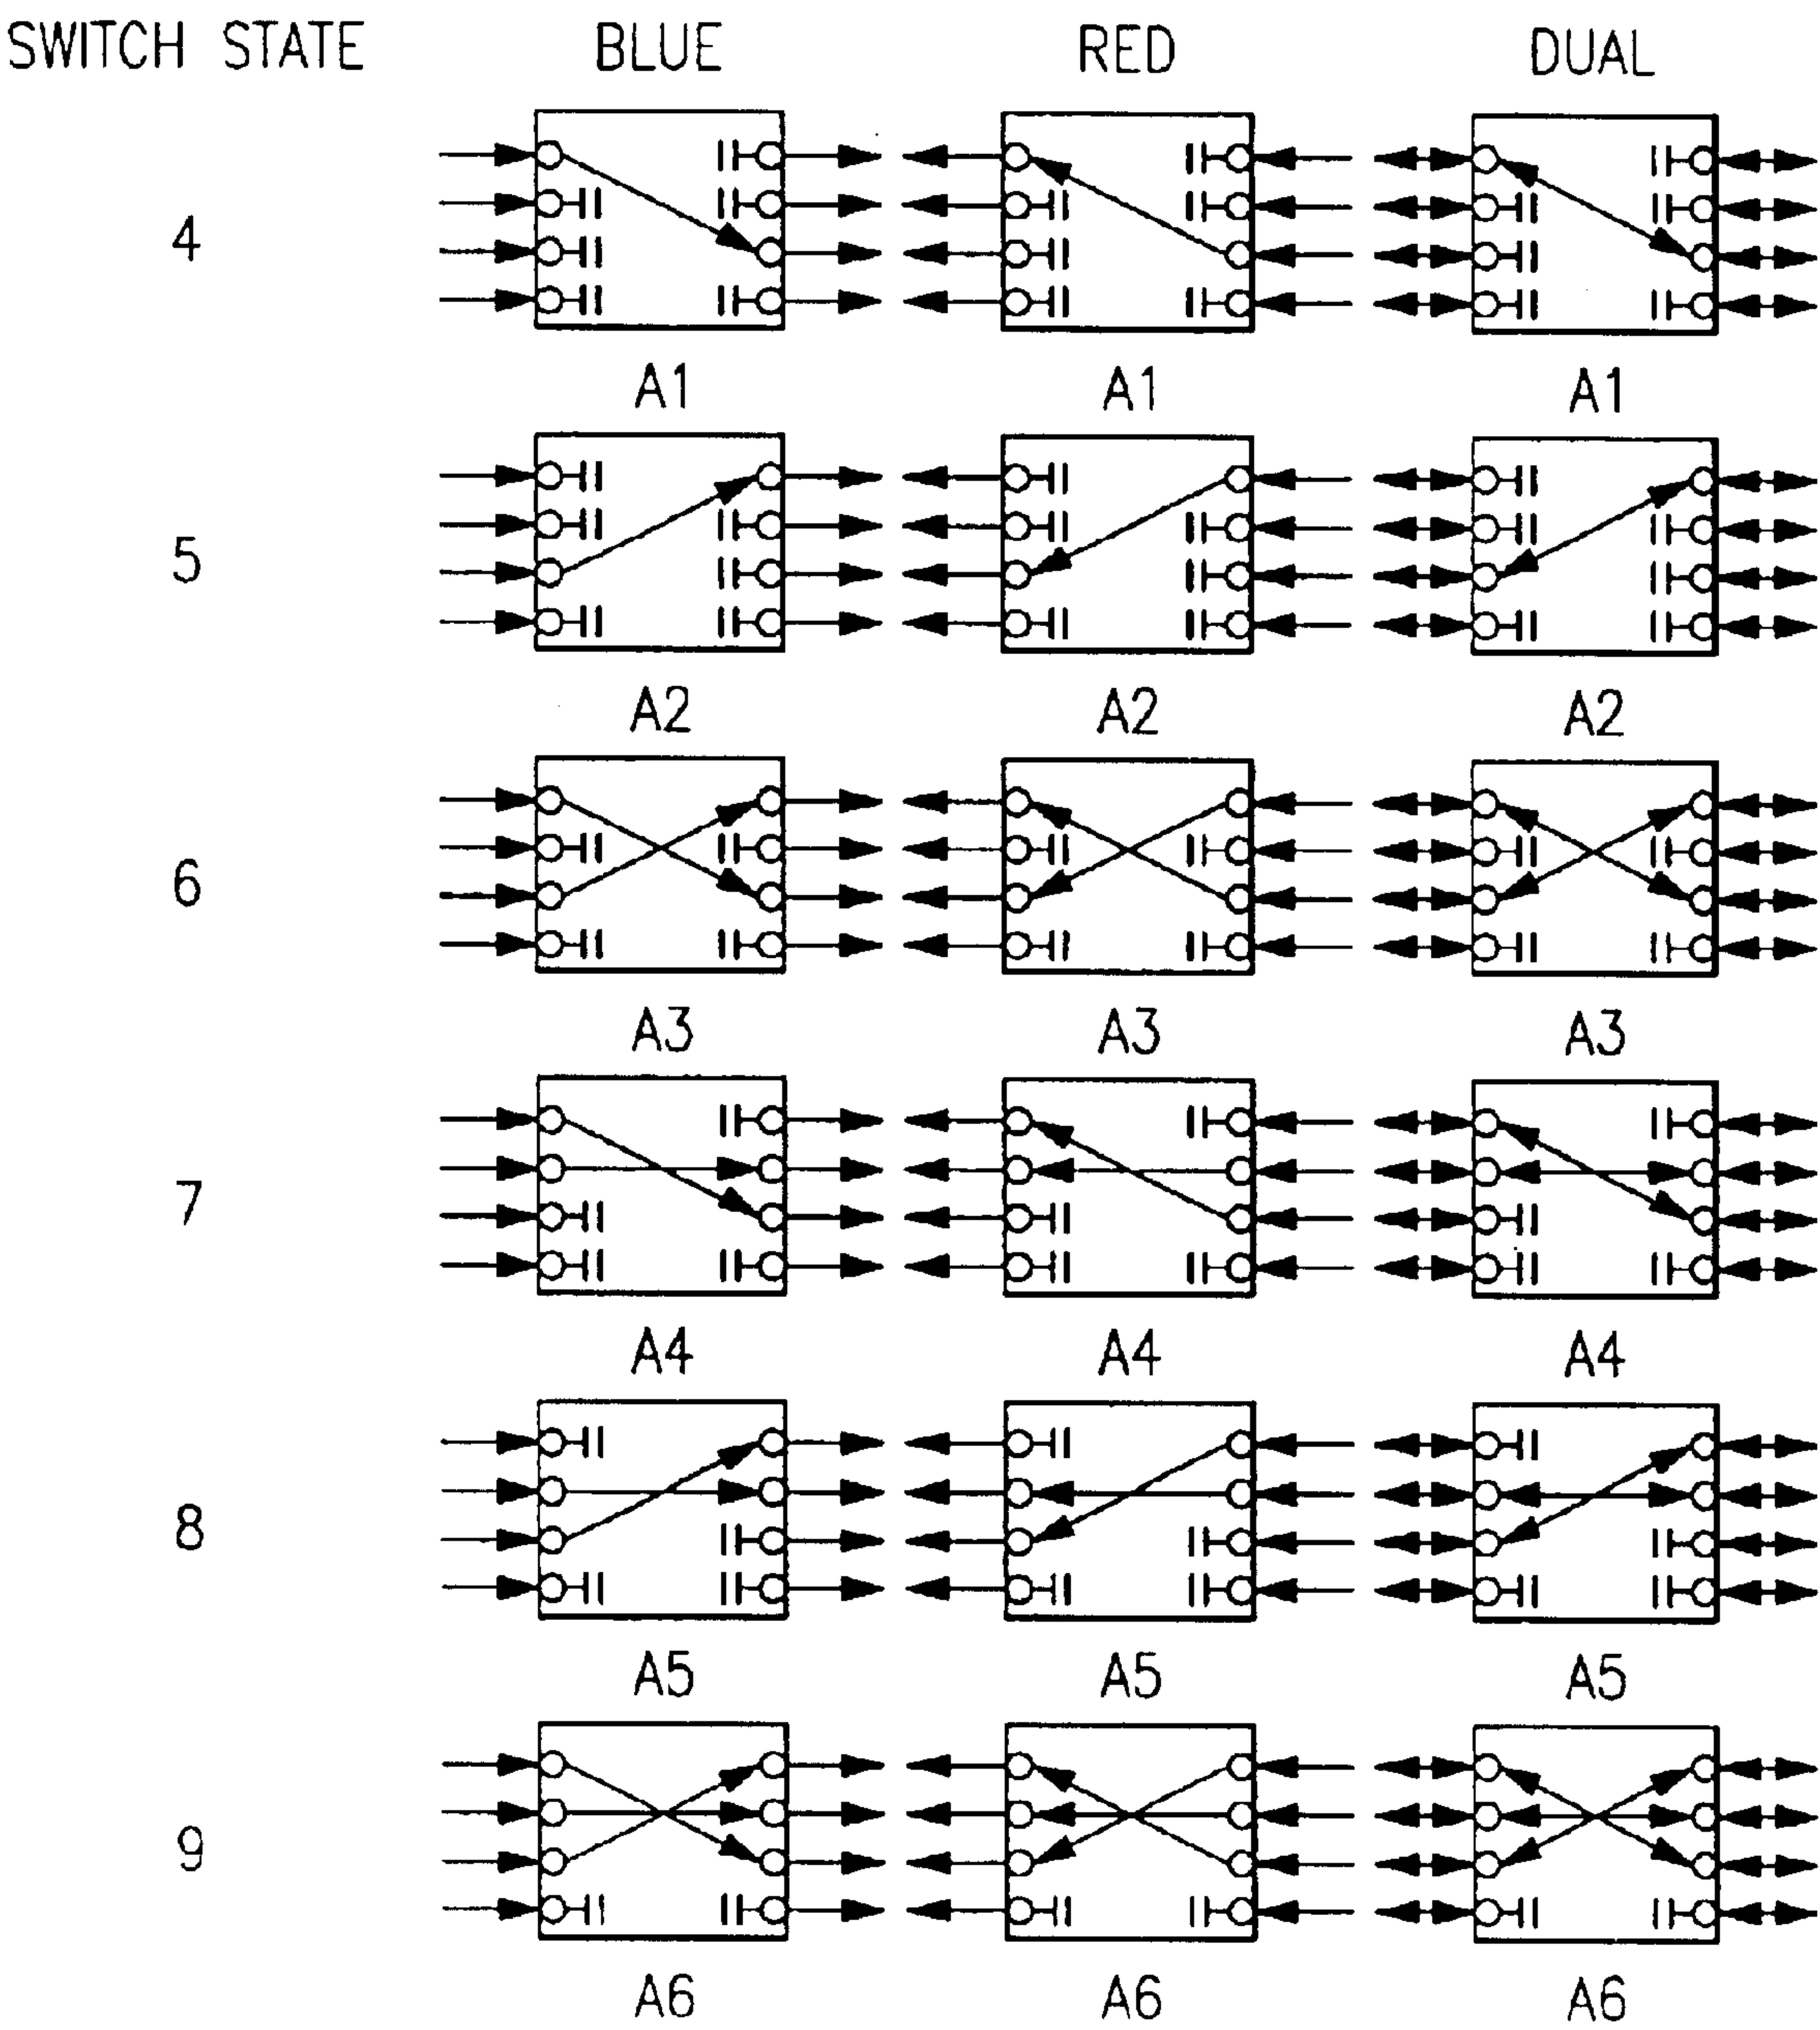 SWITCH STATE BLUE RED DUAL
4
A1 A1 A1
5
A2 A2 A2
6
A3 A3 A3
7
A4 A4 A4
8
A5 A5 A5
9
A6 A6 A6